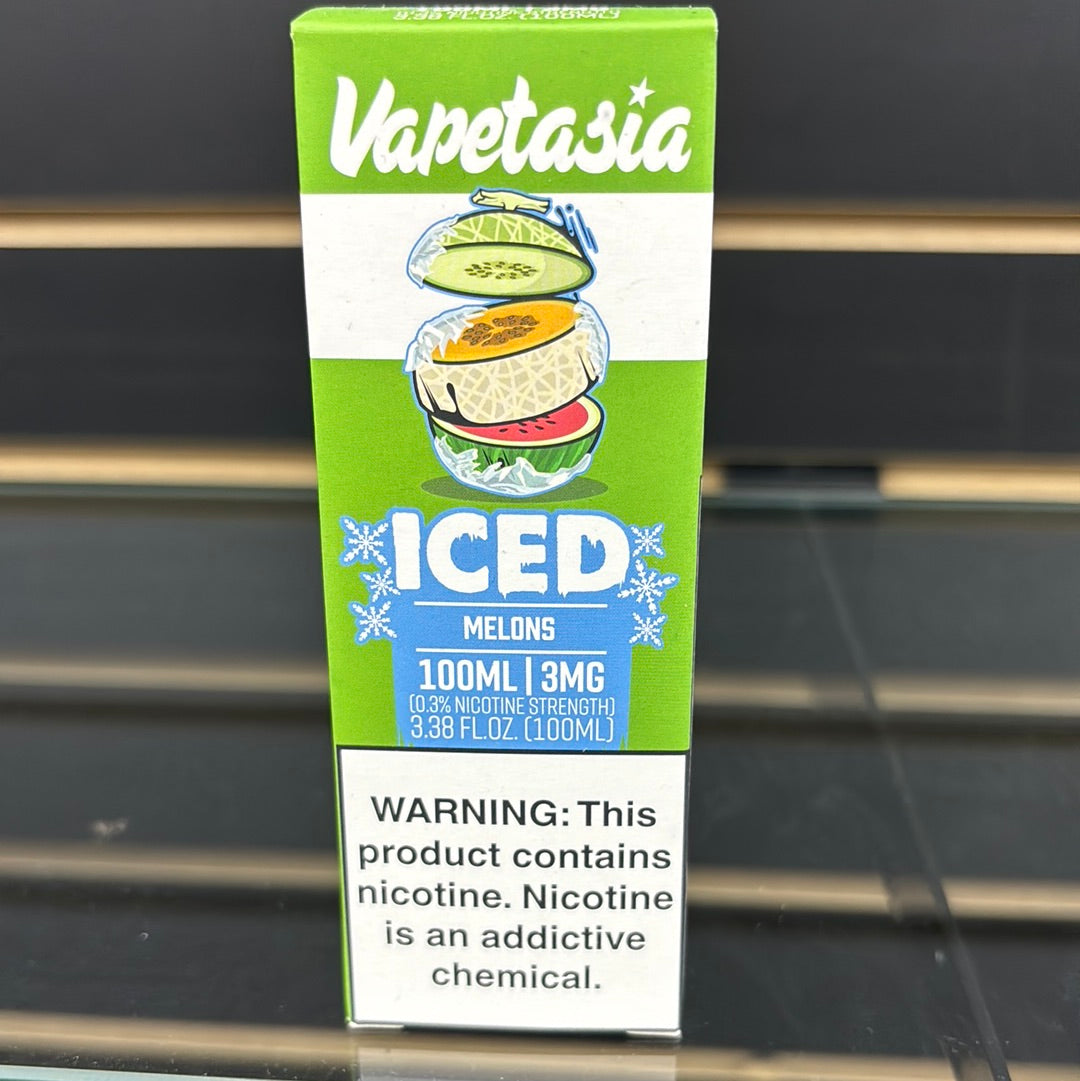 Vapetasia
ICED
MELONS
100ML | 3MG
(0.3% NICOTINE STRENGTH)
3.38 FL.OZ. (100ML)
WARNING: This
product contains
nicotine. Nicotine
is an addictive
chemical.